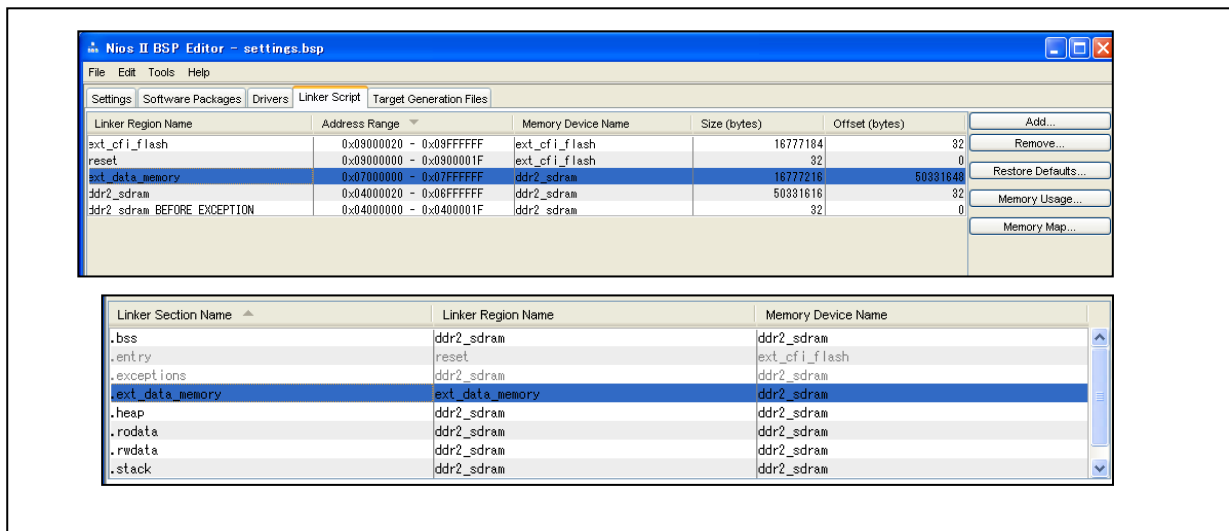 Nios II BSP Editor - settings.bsp
File Edit Tools Help
Settings Software Packages Drivers Linker Script Target Generation Files
Linker Region Name Address Range Memory Device Name Size (bytes) Offset (bytes) Add...
ext_cfi_flash 0x09000020 - 0x09FFFFFF ext_cfi_flash 16777184 32 Remove...
reset 0x09000000 - 0x0900001F ext_cfi_flash 32 0
ext_data_memory 0x07000000 - 0x07FFFFFF ddr2_sdram 16777216 50331648 Restore Defaults...
ddr2_sdram 0x04000020 - 0x06FFFFFF ddr2_sdram 50331616 32 Memory Usage...
ddr2_sdram_BEFORE_EXCEPTION 0x04000000 - 0x0400001F ddr2_sdram 32 0
Memory Map...
Linker Section Name Linker Region Name Memory Device Name
.bss ddr2_sdram ddr2_sdram
.entry reset ext_cfi_flash
.exceptions ddr2_sdram ddr2_sdram
.ext_data_memory ext_data_memory ddr2_sdram
.heap ddr2_sdram ddr2_sdram
.rodata ddr2_sdram ddr2_sdram
.rwdata ddr2_sdram ddr2_sdram
.stack ddr2_sdram ddr2_sdram